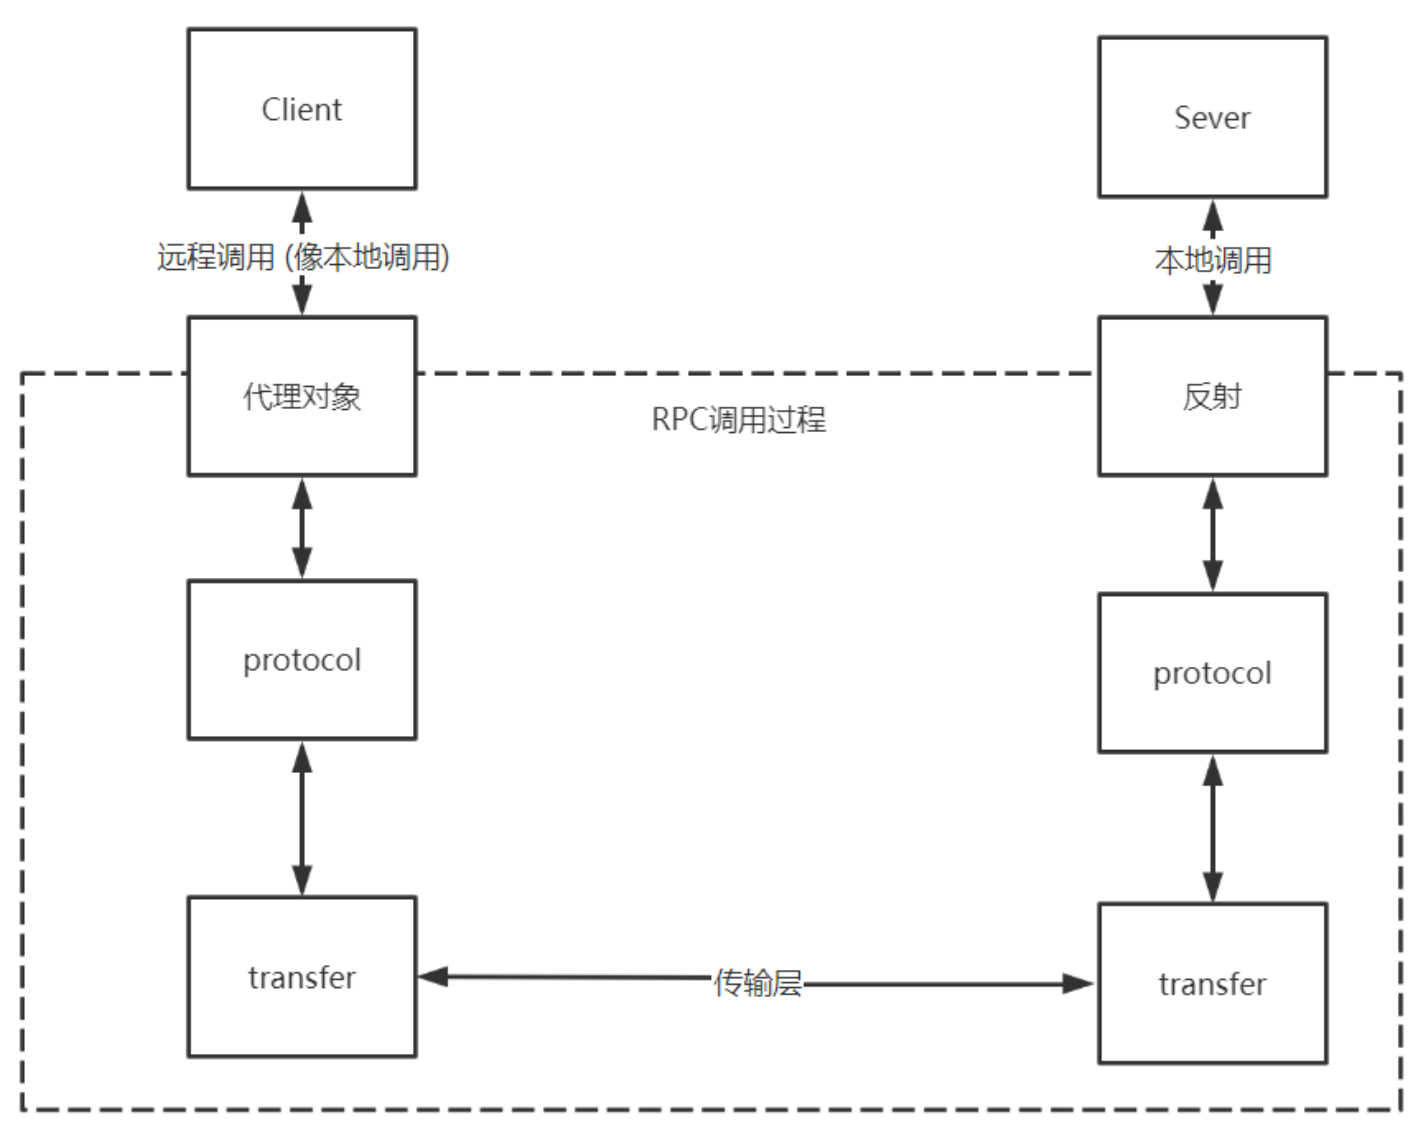 Client
Sever
远程调用 (像本地调用)
本地调用
代理对象
反射
RPC调用过程
protocol
protocol
transfer
传输层
transfer